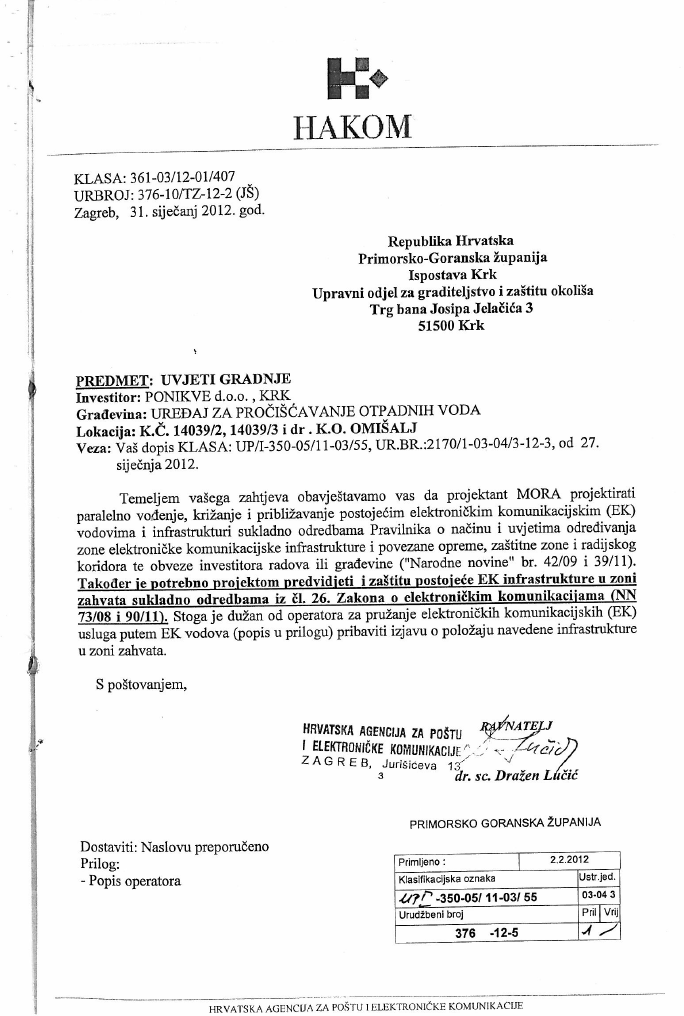 HAKOM
KLASA: 361-03/12-01/407
URBROJ: 376-10/TZ-12-2 (JŠ)
Zagreb, 31. siječanj 2012. god.
Republika Hrvatska
Primorsko-Goranska županija
Ispostava Krk
Upravni odjel za graditeljstvo i zaštitu okoliša
Trg bana Josipa Jelačića 3
51500 Krk
PREDMET: UVJETI GRADNJE
Investitor: PONIKVE d.o.o. , KRK
Građevina: UREĐAJ ZA PROČIŠĆAVANJE OTPADNIH VODA
Lokacija: K.Č. 14039/2, 14039/3 i dr . K.O. OMIŠALJ
Veza: Vaš dopis KLASA: UP/I-350-05/11-03/55, UR.BR.:2170/1-03-04/3-12-3, od 27.
siječnja 2012.
Temeljem vašega zahtjeva obavještavamo vas da projektant MORA projektirati
paralelno vođenje, križanje i približavanje postojećim elektroničkim komunikacijskim (EK)
vodovima i infrastrukturi sukladno odredbama Pravilnika o načinu i uvjetima određivanja
zone elektroničke komunikacijske infrastrukture i povezane opreme, zaštitne zone i radijskog
koridora te obveze investitora radova ili građevine ("Narodne novine" br. 42/09 i 39/11).
Također je potrebno projektom predvidjeti i zaštitu postojeće EK infrastrukture u zoni
zahvata sukladno odredbama iz čl. 26. Zakona o elektroničkim komunikacijama (NN
73/08 i 90/11). Stoga je dužan od operatora za pružanje elektroničkih komunikacijskih (EK)
usluga putem EK vodova (popis u prilogu) pribaviti izjavu o položaju navedene infrastrukture
u zoni zahvata.
S poštovanjem,
HRVATSKA AGENCIJA ZA POŠTU
I ELEKTRONIČKE KOMUNIKACIJE
ZAGREB, Jurišićeva 13
3
RAVNATELJ
dr. sc. Dražen Lučić
PRIMORSKO GORANSKA ŽUPANIJA
Dostaviti: Naslovu preporučeno
Prilog:
- Popis operatora
Primljeno : 2.2.2012
Klasifikacijska oznaka Ustr.jed.
UP/I -350-05/ 11-03/ 55 03-04 3
Urudžbeni broj Pril Vrij
376 -12-5 1
HRVATSKA AGENCIJA ZA POŠTU I ELEKTRONIČKE KOMUNIKACIJE